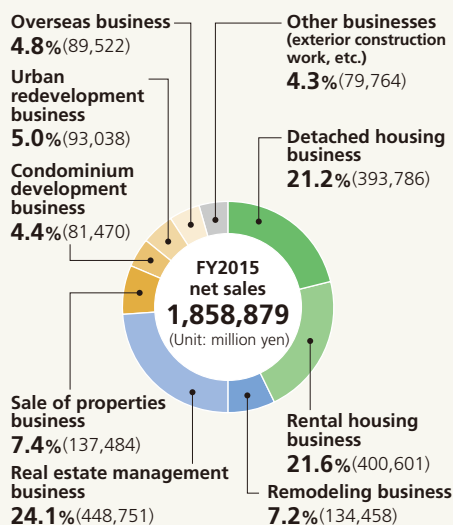 Overseas business
4.8%(89,522)
Urban
redevelopment
business
5.0%(93,038)
Condominium
development
business
4.4%(81,470)
Sale of properties
business
7.4%(137,484)
Real estate management
business
24.1%(448,751)
Other businesses
(exterior construction
work, etc.)
4.3%(79,764)
Detached housing
business
21.2%(393,786)
FY2015
net sales
1,858,879
(Unit: million yen)
Rental housing
business
21.6%(400,601)
Remodeling business
7.2%(134,458)